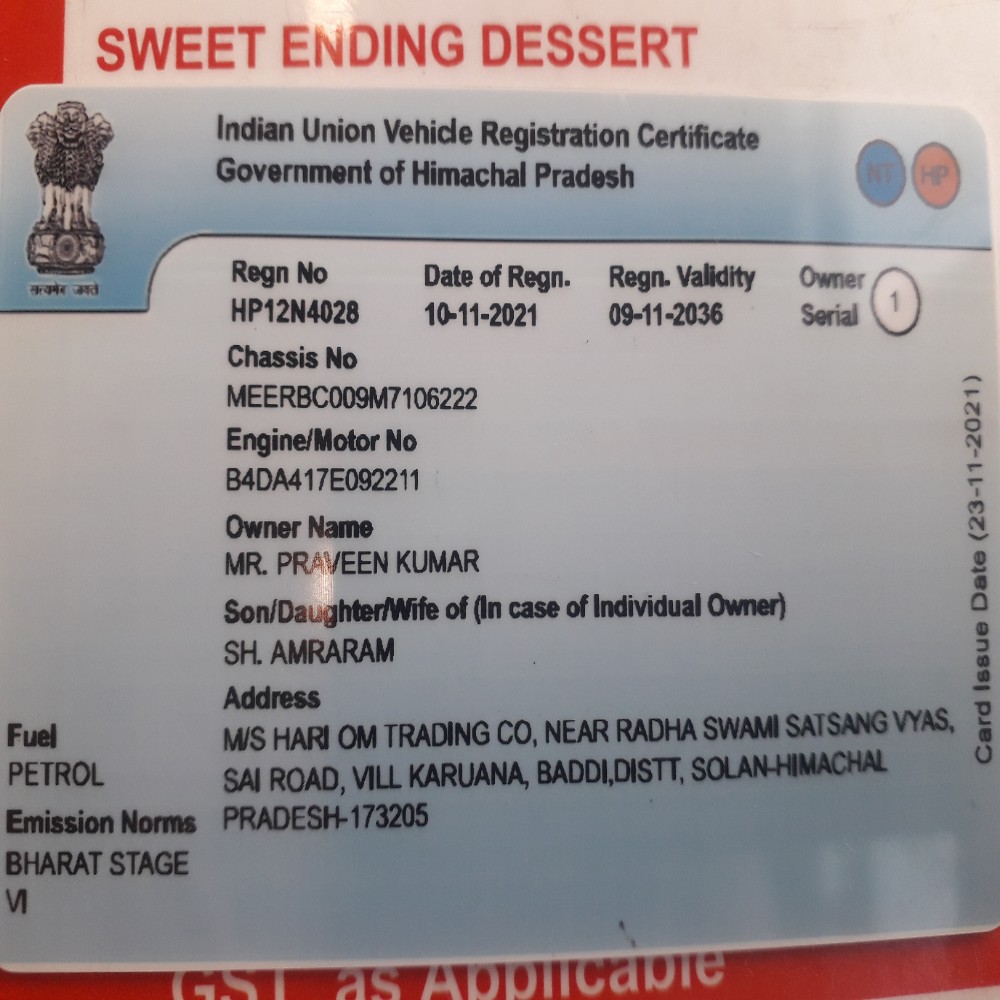 SWEET ENDING DESSERT
Indian Union Vehicle Registration Certificate
Government of Himachal Pradesh
NT HP
सत्यमेव जयते
Regn No Date of Regn. Regn. Validity Owner Serial 1
HP12N4028 10-11-2021 09-11-2036
Chassis No
MEERBC009M7106222
Engine/Motor No
B4DA417E092211
Owner Name
MR. PRAVEEN KUMAR
Son/Daughter/Wife of (In case of Individual Owner)
SH. AMRARAM
Address
M/S HARI OM TRADING CO, NEAR RADHA SWAMI SATSANG VYAS,
SAI ROAD, VILL KARUANA, BADDI,DISTT, SOLAN-HIMACHAL
PRADESH-173205
Fuel
PETROL
Emission Norms
BHARAT STAGE
VI
Card Issue Date (23-11-2021)
GST as Applicable